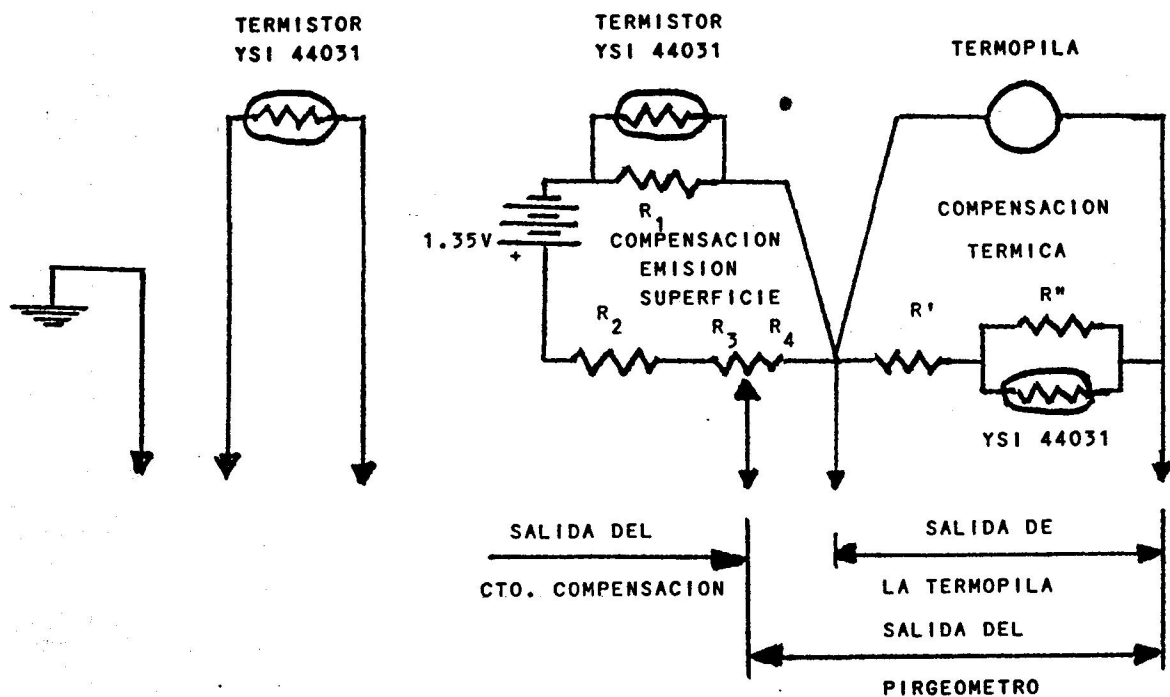 TERMISTOR
YSI 44031
TERMISTOR
YSI 44031
TERMOPILA
R1
1.35V
+
COMPENSACION
EMISION
SUPERFICIE
COMPENSACION
TERMICA
R2
R3
R4
R'
R"
YSI 44031
SALIDA DEL
CTO. COMPENSACION
SALIDA DE
LA TERMOPILA
SALIDA DEL
PIRGEOMETRO